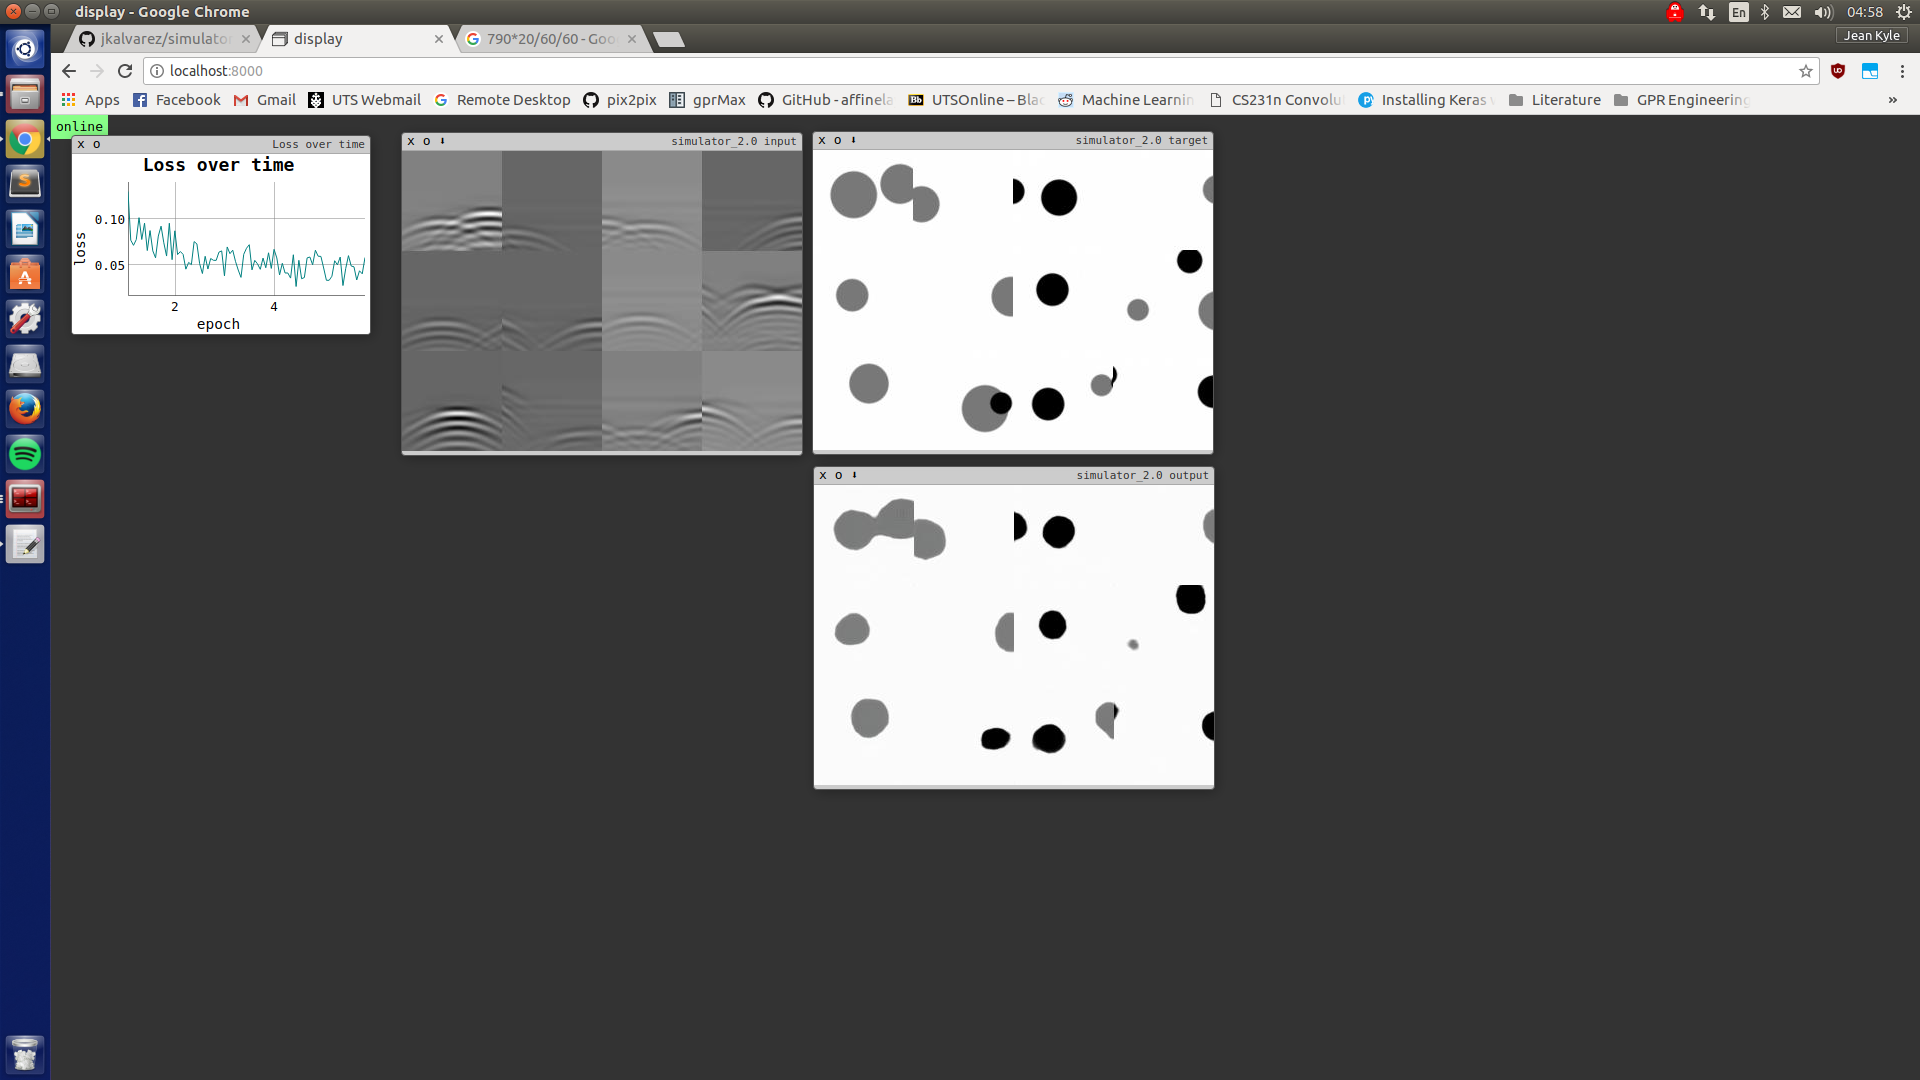 display - Google Chrome
En
04:58
jkalvarez/simulator
display
790*20/60/60 - Goo
Jean Kyle
localhost:8000
Apps
Facebook
Gmail
UTS Webmail
Remote Desktop
pix2pix
gprMax
GitHub - affinela
UTSOnline – Blac
Machine Learnin
CS231n Convolu
Installing Keras
Literature
GPR Engineering
»
online
x o
Loss over time
Loss over time
0.10
0.05
loss
2
4
epoch
x o ⬇
simulator_2.0 input
x o ⬇
simulator_2.0 target
x o ⬇
simulator_2.0 output